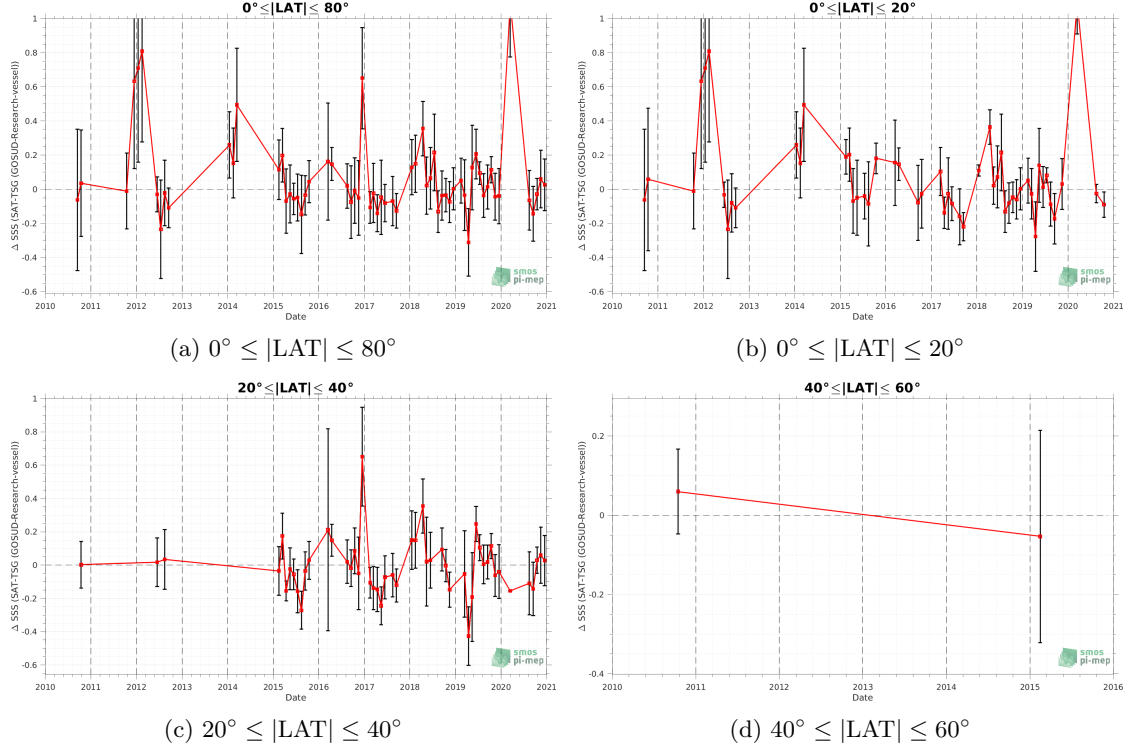 0°≤|LAT|≤ 80°
Δ SSS (SAT-TSG (GOSUD-Research-vessel))
1
0.8
0.6
0.4
0.2
0
-0.2
-0.4
-0.6
2010 2011 2012 2013 2014 2015 2016 2017 2018 2019 2020 2021
Date
smos
pi-mep
(a) 0° ≤ |LAT| ≤ 80°
0°≤|LAT|≤ 20°
Δ SSS (SAT-TSG (GOSUD-Research-vessel))
1
0.8
0.6
0.4
0.2
0
-0.2
-0.4
-0.6
2010 2011 2012 2013 2014 2015 2016 2017 2018 2019 2020 2021
Date
smos
pi-mep
(b) 0° ≤ |LAT| ≤ 20°
20°≤|LAT|≤ 40°
Δ SSS (SAT-TSG (GOSUD-Research-vessel))
1
0.8
0.6
0.4
0.2
0
-0.2
-0.4
-0.6
2010 2011 2012 2013 2014 2015 2016 2017 2018 2019 2020 2021
Date
smos
pi-mep
(c) 20° ≤ |LAT| ≤ 40°
40°≤|LAT|≤ 60°
Δ SSS (SAT-TSG (GOSUD-Research-vessel))
0.2
0
-0.2
-0.4
2010 2011 2012 2013 2014 2015 2016
Date
smos
pi-mep
(d) 40° ≤ |LAT| ≤ 60°